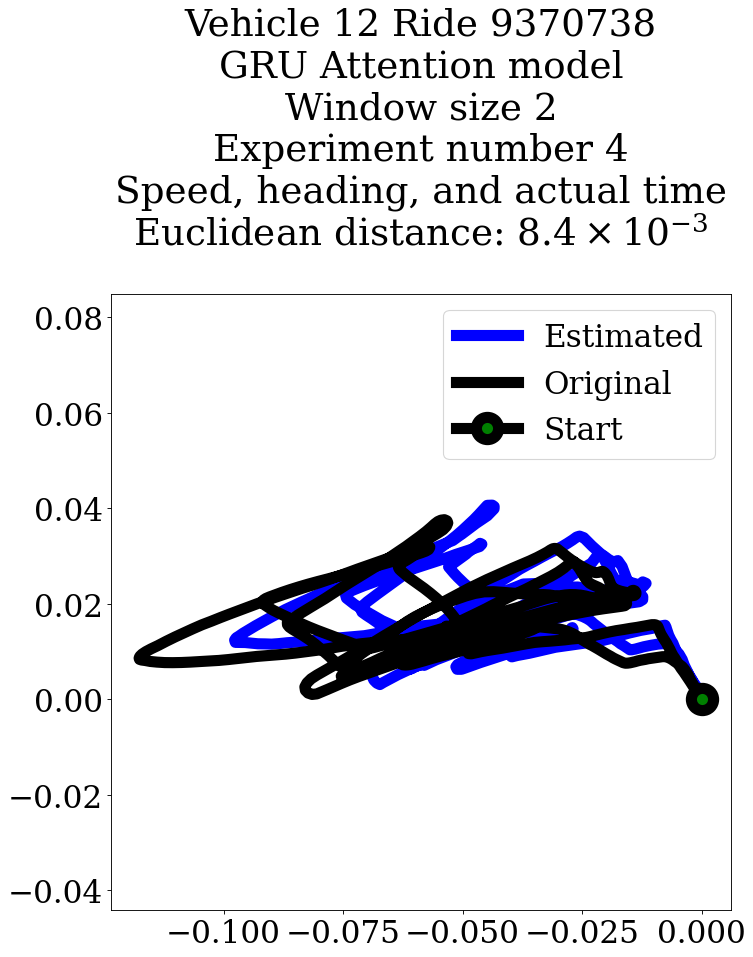 Vehicle 12 Ride 9370738
GRU Attention model
Window size 2
Experiment number 4
Speed, heading, and actual time
Euclidean distance: 8.4 × 10⁻³
Estimated
Original
Start
0.08
0.06
0.04
0.02
0.00
−0.02
−0.04
−0.100 −0.075 −0.050 −0.025 0.000